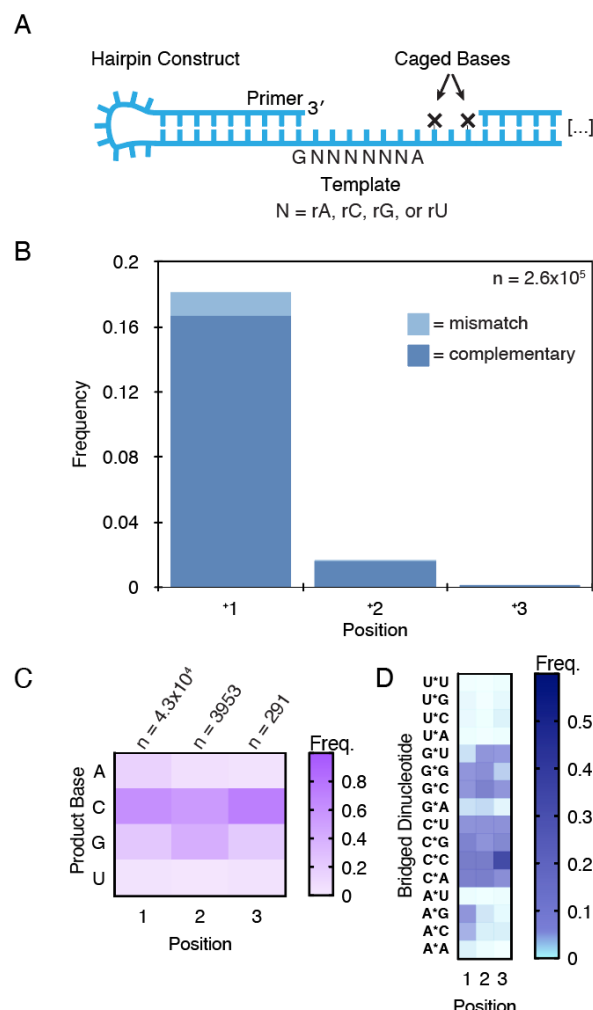 A
Hairpin Construct
Caged Bases
Primer
3′
[...]
GNNNNNNNA
Template
N = rA, rC, rG, or rU
B
n = 2.6x10⁵
= mismatch
= complementary
Frequency
0.2
0.16
0.12
0.08
0.04
0
+1
+2
+3
Position
C
n = 4.3x10⁴
n = 3953
n = 291
Product Base
A
C
G
U
1
2
3
Position
Freq.
0.8
0.6
0.4
0.2
0
D
Bridged Dinucleotide
U*U
U*G
U*C
U*A
G*U
G*G
G*C
G*A
C*U
C*G
C*C
C*A
A*U
A*G
A*C
A*A
1 2 3
Position
Freq.
0.5
0.4
0.3
0.2
0.1
0